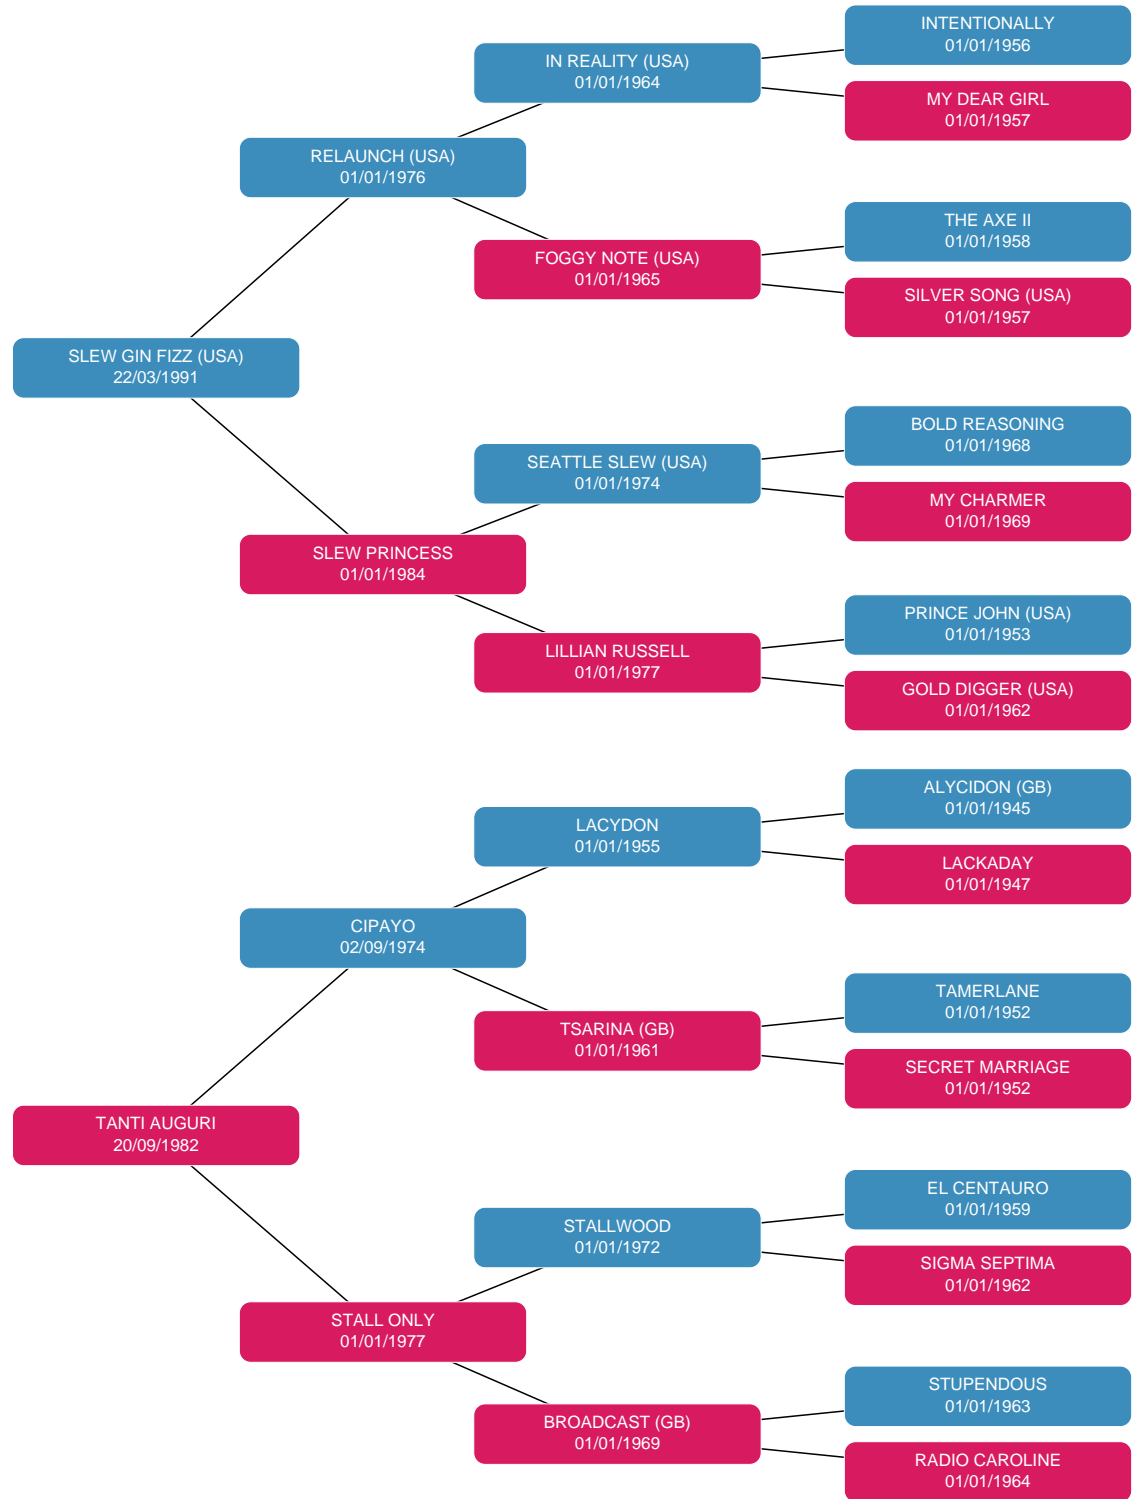 INTENTIONALLY
01/01/1956
IN REALITY (USA)
01/01/1964
MY DEAR GIRL
01/01/1957
RELAUNCH (USA)
01/01/1976
THE AXE II
01/01/1958
FOGGY NOTE (USA)
01/01/1965
SILVER SONG (USA)
01/01/1957
SLEW GIN FIZZ (USA)
22/03/1991
BOLD REASONING
01/01/1968
SEATTLE SLEW (USA)
01/01/1974
MY CHARMER
01/01/1969
SLEW PRINCESS
01/01/1984
PRINCE JOHN (USA)
01/01/1953
LILLIAN RUSSELL
01/01/1977
GOLD DIGGER (USA)
01/01/1962
ALYCIDON (GB)
01/01/1945
LACYDON
01/01/1955
LACKADAY
01/01/1947
CIPAYO
02/09/1974
TAMERLANE
01/01/1952
TSARINA (GB)
01/01/1961
SECRET MARRIAGE
01/01/1952
TANTI AUGURI
20/09/1982
EL CENTAURO
01/01/1959
STALLWOOD
01/01/1972
SIGMA SEPTIMA
01/01/1962
STALL ONLY
01/01/1977
STUPENDOUS
01/01/1963
BROADCAST (GB)
01/01/1969
RADIO CAROLINE
01/01/1964